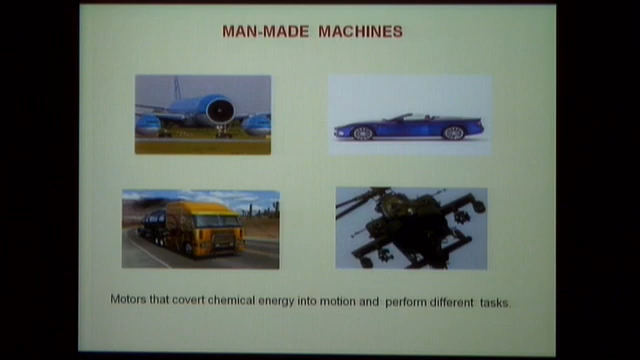 MAN-MADE MACHINES
Motors that covert chemical energy into motion and perform different tasks.